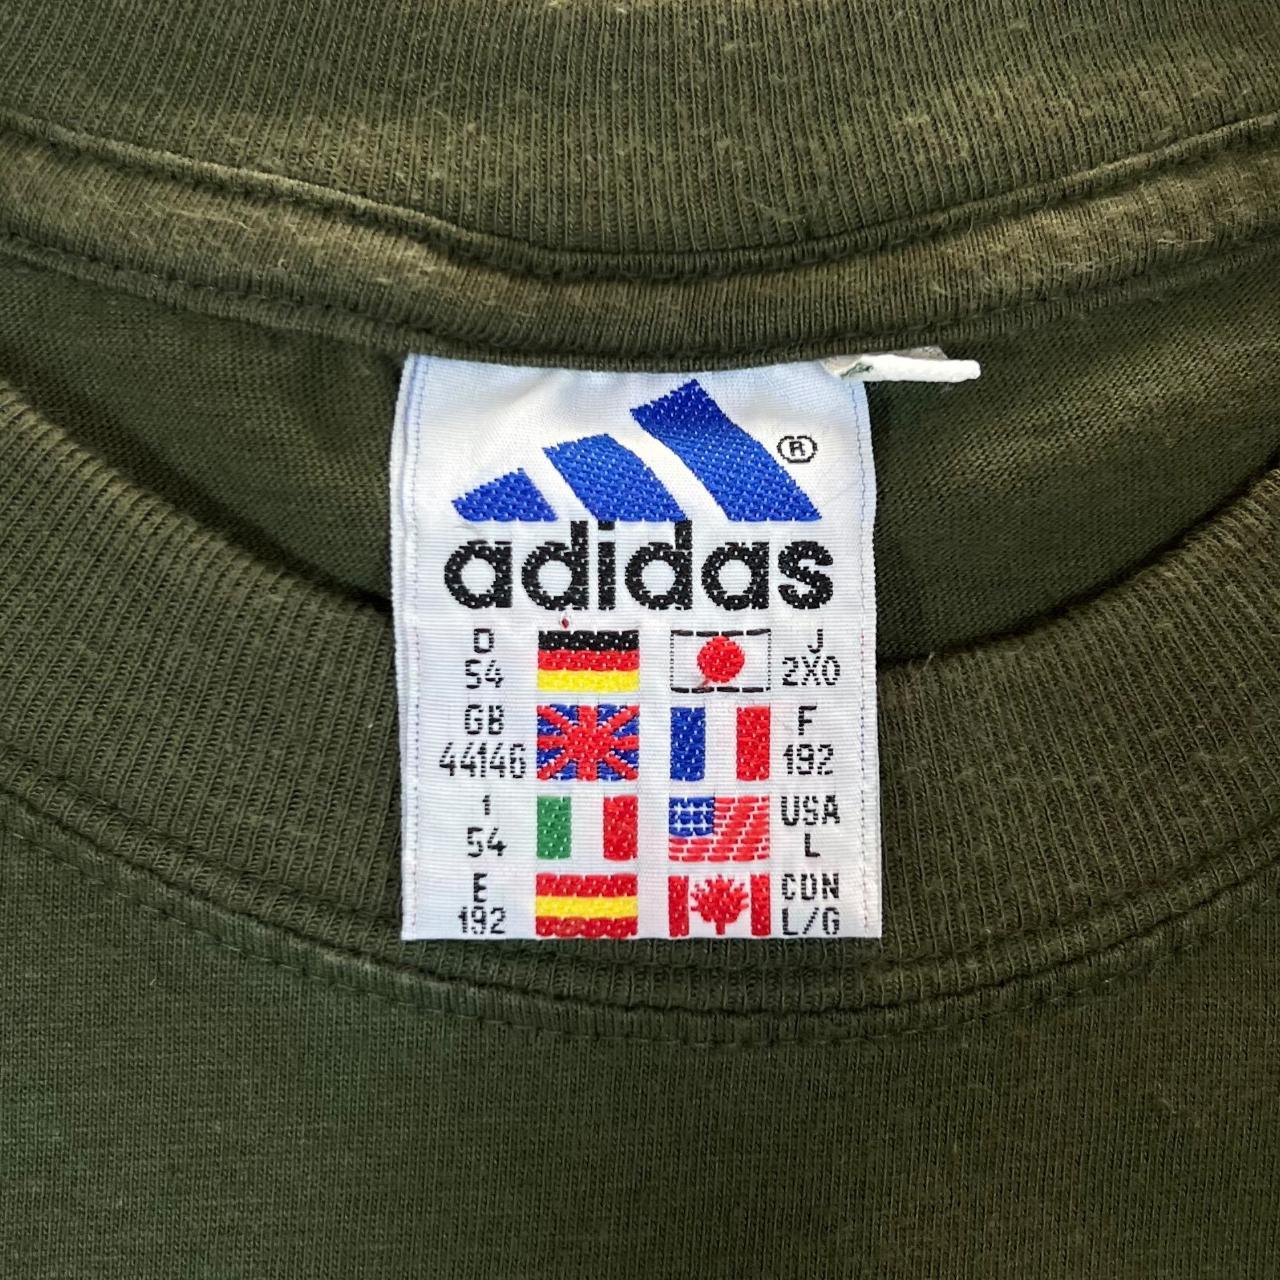 ®
adidas
D
54
J
2XO
GB
44146
F
192
I
54
USA
L
E
192
CDN
L/G